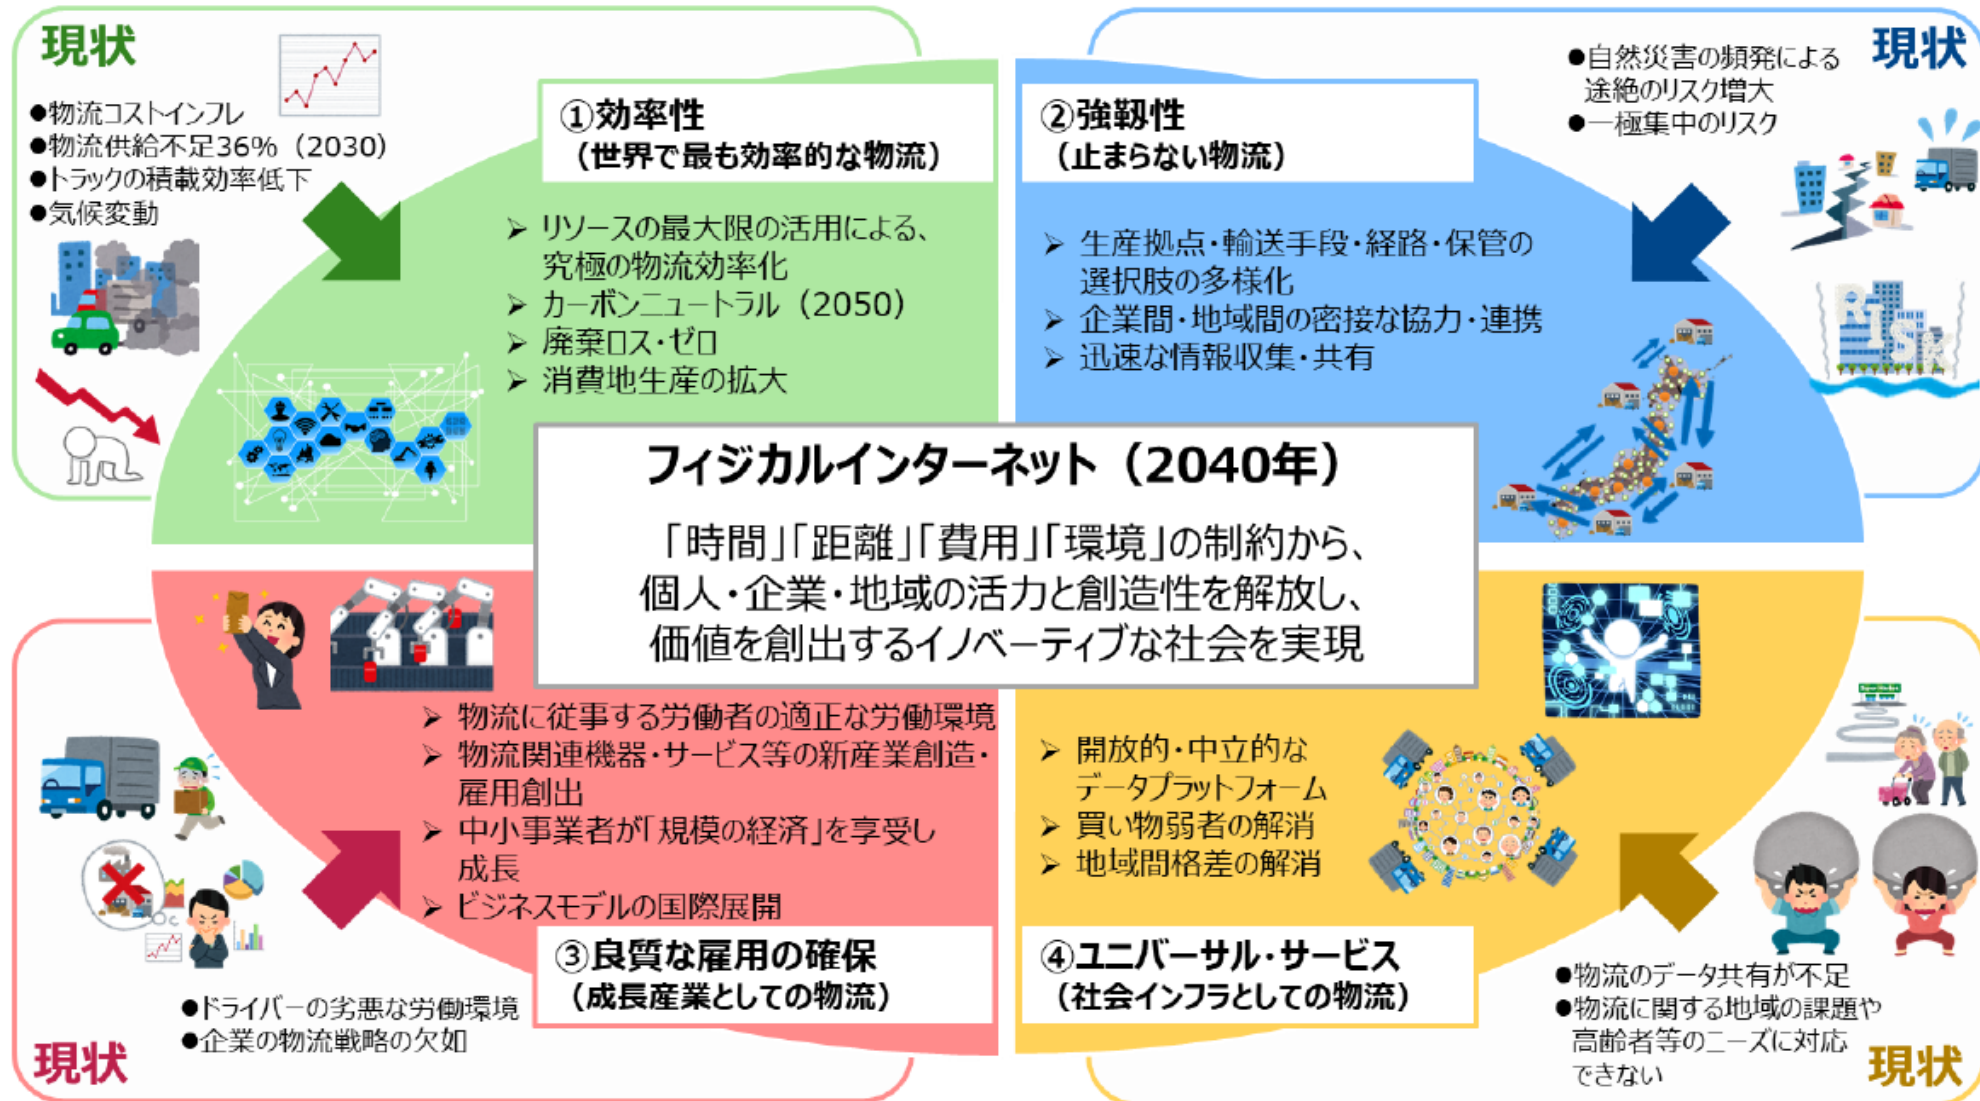 現状
●物流コストインフレ
●物流供給不足36%（2030）
●トラックの積載効率低下
●気候変動
①効率性
（世界で最も効率的な物流）
➢ リソースの最大限の活用による、
究極の物流効率化
➢ カーボンニュートラル（2050）
➢ 廃棄ロス・ゼロ
➢ 消費地生産の拡大
②強靱性
（止まらない物流）
➢ 生産拠点・輸送手段・経路・保管の
選択肢の多様化
➢ 企業間・地域間の密接な協力・連携
➢ 迅速な情報収集・共有
現状
●自然災害の頻発による
途絶のリスク増大
●一極集中のリスク
RISK
フィジカルインターネット（2040年）
「時間」「距離」「費用」「環境」の制約から、
個人・企業・地域の活力と創造性を解放し、
価値を創出するイノベーティブな社会を実現
➢ 物流に従事する労働者の適正な労働環境
➢ 物流関連機器・サービス等の新産業創造・
雇用創出
➢ 中小事業者が「規模の経済」を享受し
成長
➢ ビジネスモデルの国際展開
③良質な雇用の確保
（成長産業としての物流）
●ドライバーの劣悪な労働環境
●企業の物流戦略の欠如
現状
➢ 開放的・中立的な
データプラットフォーム
➢ 買い物弱者の解消
➢ 地域間格差の解消
④ユニバーサル・サービス
（社会インフラとしての物流）
●物流のデータ共有が不足
●物流に関する地域の課題や
高齢者等のニーズに対応
できない
現状